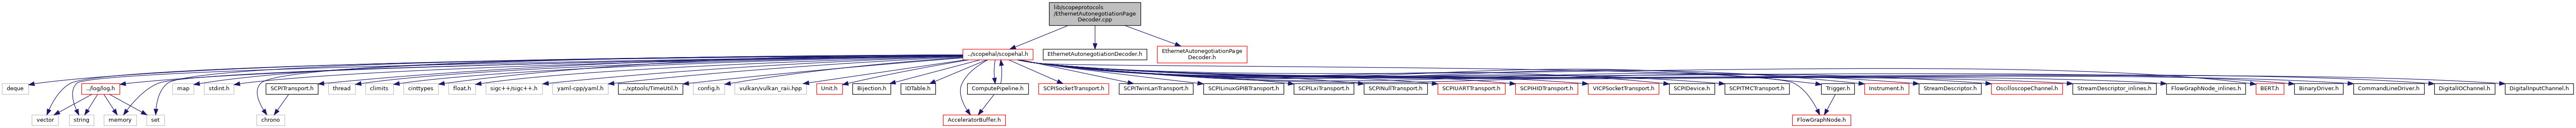 lib/scopeprotocols
/EthernetAutonegotiationPage
Decoder.cpp
../scopehal/scopehal.h
EthernetAutonegotiationDecoder.h
EthernetAutonegotiationPage
Decoder.h
deque
../log/log.h
map
stdint.h
SCPITransport.h
thread
climits
cinttypes
float.h
sigc++/sigc++.h
yaml-cpp/yaml.h
../xptools/TimeUtil.h
config.h
vulkan/vulkan_raii.hpp
Unit.h
Bijection.h
IDTable.h
ComputePipeline.h
SCPISocketTransport.h
SCPITwinLanTransport.h
SCPILinuxGPIBTransport.h
SCPILxiTransport.h
SCPINullTransport.h
SCPIUARTTransport.h
SCPIHIDTransport.h
VICPSocketTransport.h
SCPIDevice.h
SCPITMCTransport.h
Trigger.h
Instrument.h
StreamDescriptor.h
OscilloscopeChannel.h
StreamDescriptor_inlines.h
FlowGraphNode_inlines.h
BERT.h
BinaryDriver.h
CommandLineDriver.h
DigitalIOChannel.h
DigitalInputChannel.h
vector
string
memory
set
chrono
AcceleratorBuffer.h
FlowGraphNode.h